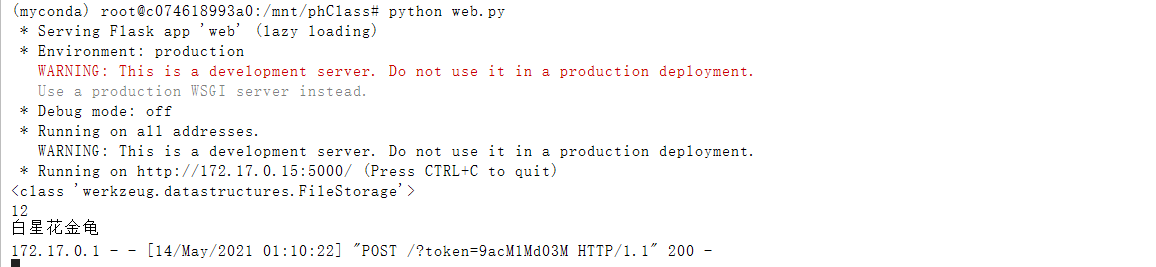 (myconda) root@c074618993a0:/mnt/phClass# python web.py
 * Serving Flask app 'web' (lazy loading)
 * Environment: production
   WARNING: This is a development server. Do not use it in a production deployment.
   Use a production WSGI server instead.
 * Debug mode: off
 * Running on all addresses.
   WARNING: This is a development server. Do not use it in a production deployment.
 * Running on http://172.17.0.15:5000/ (Press CTRL+C to quit)
<class 'werkzeug.datastructures.FileStorage'>
12
白星花金龟
172.17.0.1 - - [14/May/2021 01:10:22] "POST /?token=9acM1Md03M HTTP/1.1" 200 -